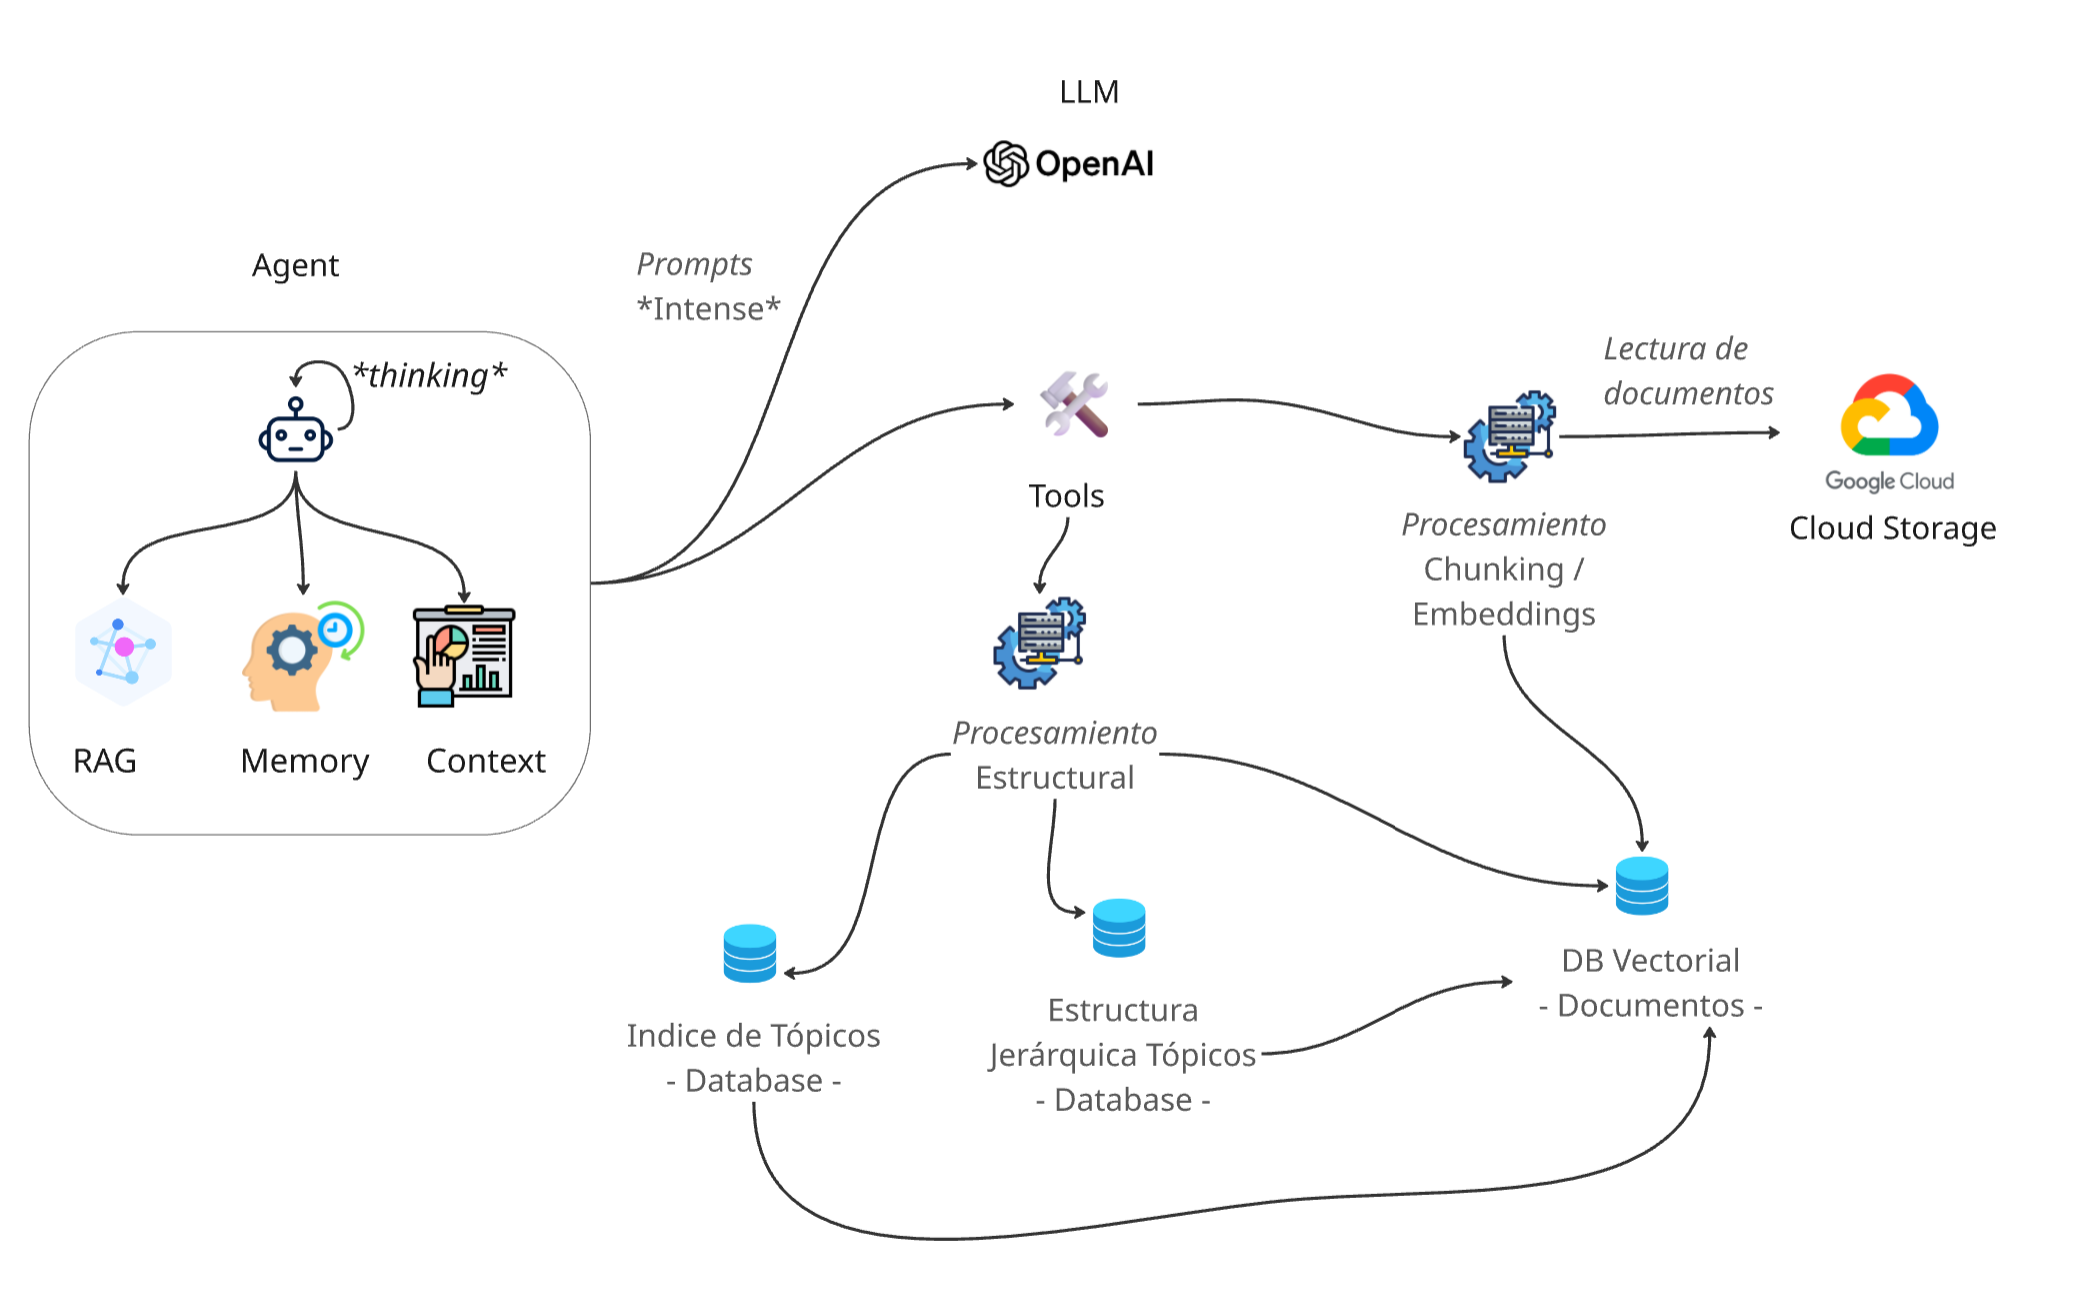 LLM
OpenAI
Agent
Prompts
*Intense*
*thinking*
Lectura de
documentos
Google Cloud
Cloud Storage
Tools
Procesamiento
Chunking /
Embeddings
RAG
Memory
Context
Procesamiento
Estructural
Indice de Tópicos
- Database -
Estructura
Jerárquica Tópicos
- Database -
DB Vectorial
- Documentos -